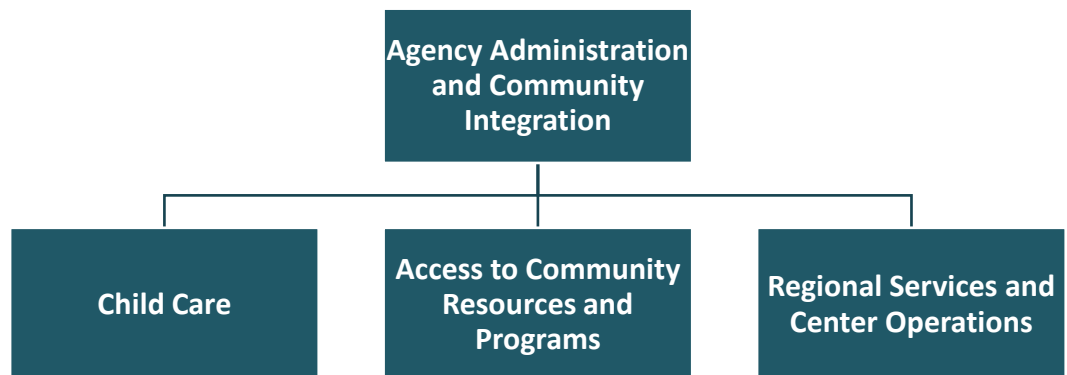 Agency Administration
and Community
Integration
Child Care
Access to Community
Resources and
Programs
Regional Services and
Center Operations